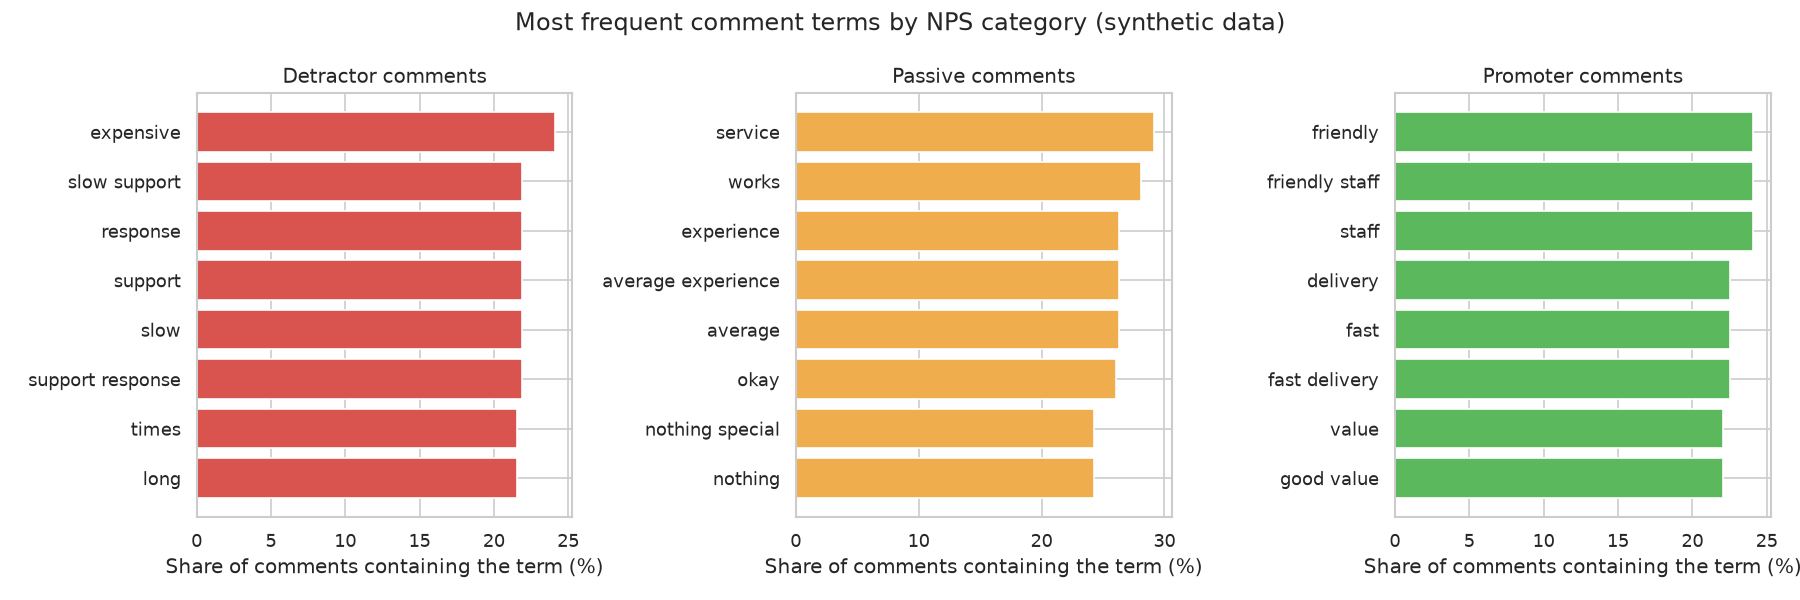 Most frequent comment terms by NPS category (synthetic data)
Detractor comments
expensive
slow support
response
support
slow
support response
times
long
0 5 10 15 20 25
Share of comments containing the term (%)
Passive comments
service
works
experience
average experience
average
okay
nothing special
nothing
0 10 20 30
Share of comments containing the term (%)
Promoter comments
friendly
friendly staff
staff
delivery
fast
fast delivery
value
good value
0 5 10 15 20 25
Share of comments containing the term (%)